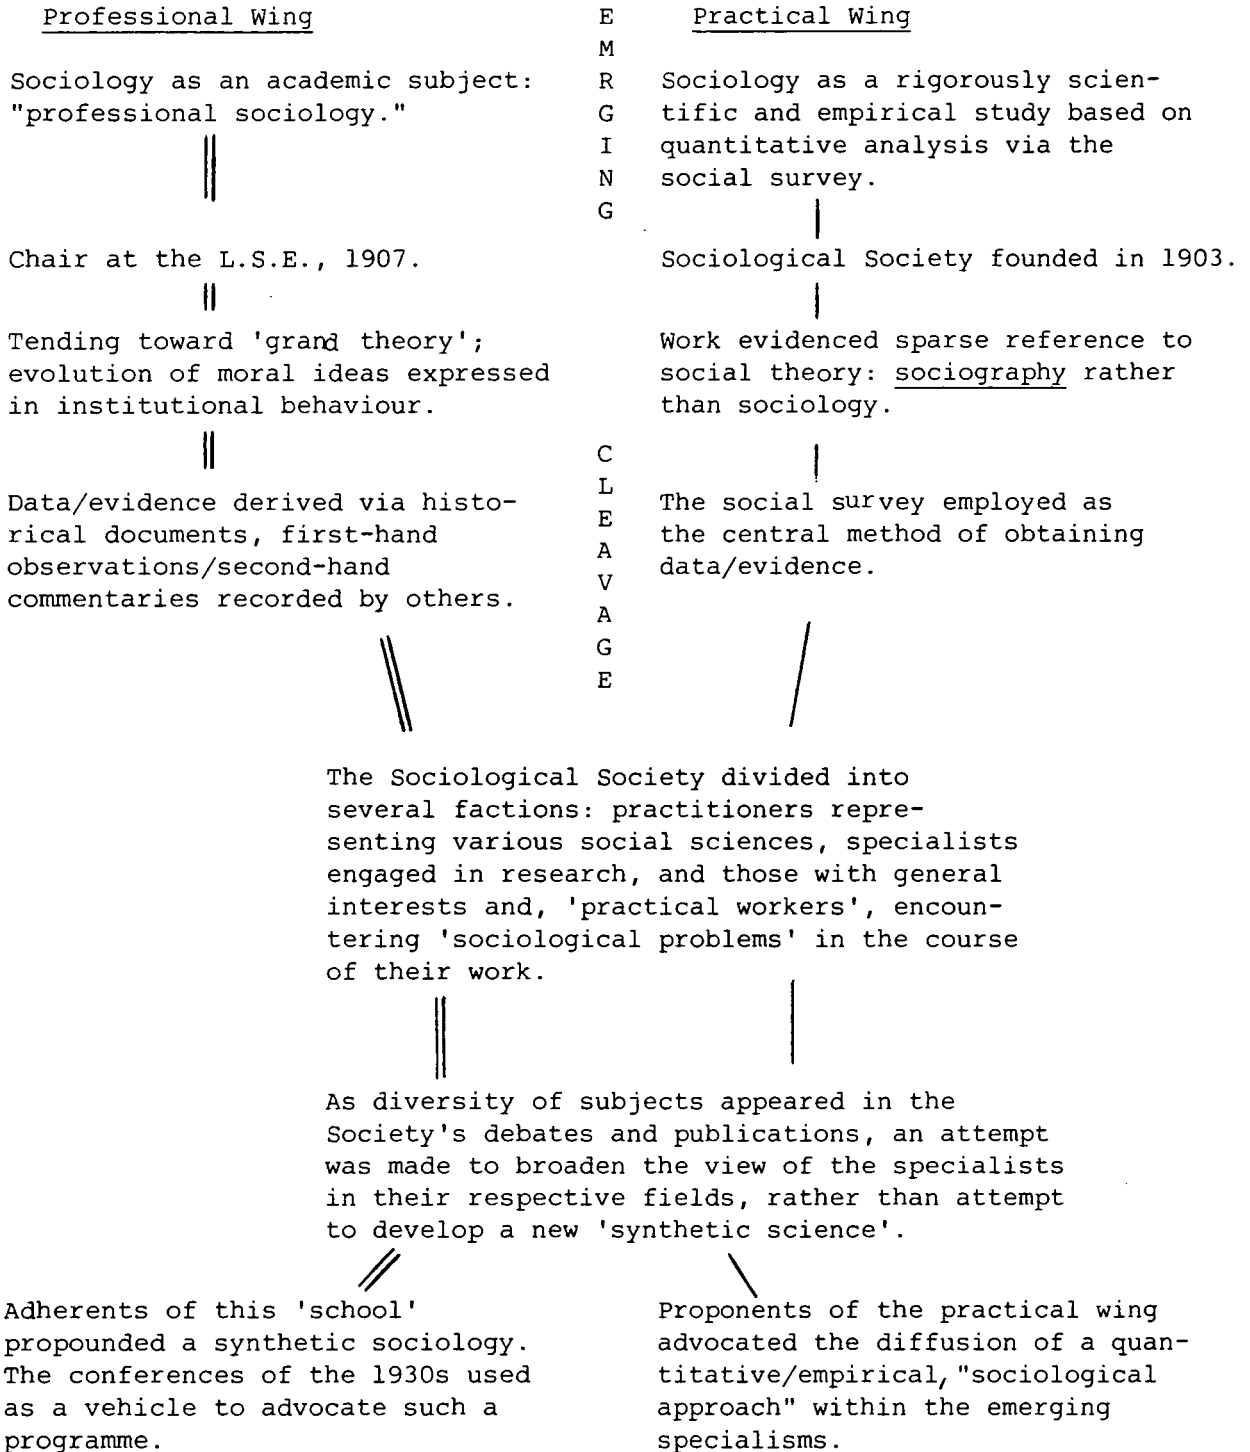 Professional Wing
Sociology as an academic subject:
"professional sociology."
Chair at the L.S.E., 1907.
Tending toward 'grand theory';
evolution of moral ideas expressed
in institutional behaviour.
Data/evidence derived via histo-
rical documents, first-hand
observations/second-hand
commentaries recorded by others.
E
M
R
G
I
N
G
C
L
E
A
V
A
G
E
Practical Wing
Sociology as a rigorously scien-
tific and empirical study based on
quantitative analysis via the
social survey.
Sociological Society founded in 1903.
Work evidenced sparse reference to
social theory: sociography rather
than sociology.
The social survey employed as
the central method of obtaining
data/evidence.
The Sociological Society divided into
several factions: practitioners repre-
senting various social sciences, specialists
engaged in research, and those with general
interests and, 'practical workers', encoun-
tering 'sociological problems' in the course
of their work.
As diversity of subjects appeared in the
Society's debates and publications, an attempt
was made to broaden the view of the specialists
in their respective fields, rather than attempt
to develop a new 'synthetic science'.
Adherents of this 'school'
propounded a synthetic sociology.
The conferences of the 1930s used
as a vehicle to advocate such a
programme.
Proponents of the practical wing
advocated the diffusion of a quan-
titative/empirical, "sociological
approach" within the emerging
specialisms.